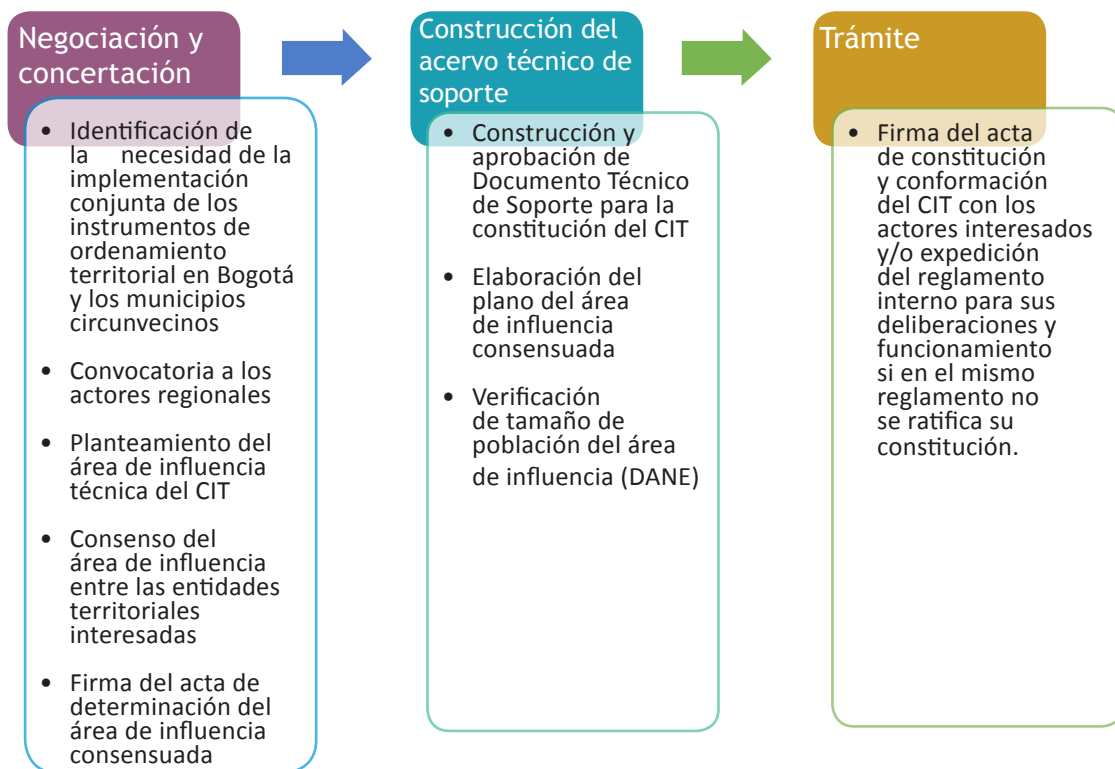 Negociación y
concertación
• Identificación de
la necesidad de la
implementación
conjunta de los
instrumentos de
ordenamiento
territorial en Bogotá
y los municipios
circunvecinos
• Convocatoria a los
actores regionales
• Planteamiento del
área de influencia
técnica del CIT
• Consenso del
área de influencia
entre las entidades
territoriales
interesadas
• Firma del acta de
determinación del
área de influencia
consensuada
Construcción del
acervo técnico de
soporte
• Construcción y
aprobación de
Documento Técnico
de Soporte para la
constitución del CIT
• Elaboración del
plano del área
de influencia
consensuada
• Verificación
de tamaño de
población del área
de influencia (DANE)
Trámite
• Firma del acta
de constitución
y conformación
del CIT con los
actores interesados
y/o expedición
del reglamento
interno para sus
deliberaciones y
funcionamiento
si en el mismo
reglamento no
se ratifica su
constitución.